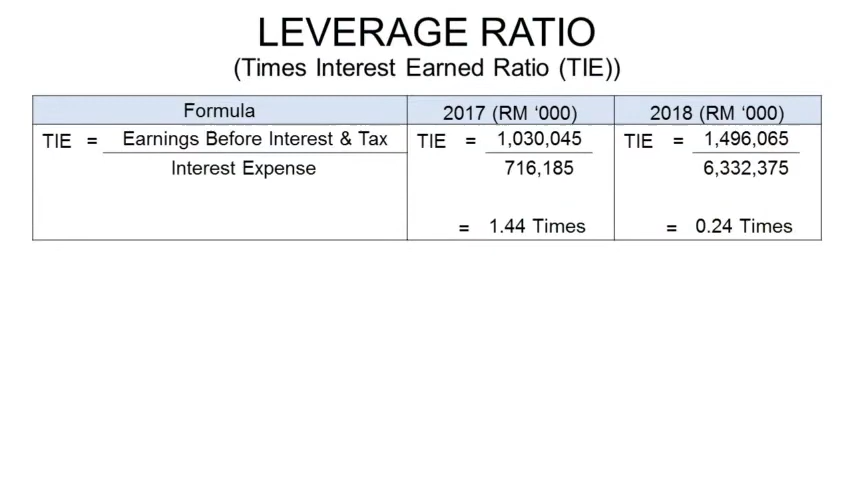 LEVERAGE RATIO
(Times Interest Earned Ratio (TIE))
Formula 2017 (RM ‘000) 2018 (RM ‘000)
TIE = Earnings Before Interest & Tax TIE = 1,030,045 TIE = 1,496,065
Interest Expense 716,185 6,332,375
= 1.44 Times = 0.24 Times